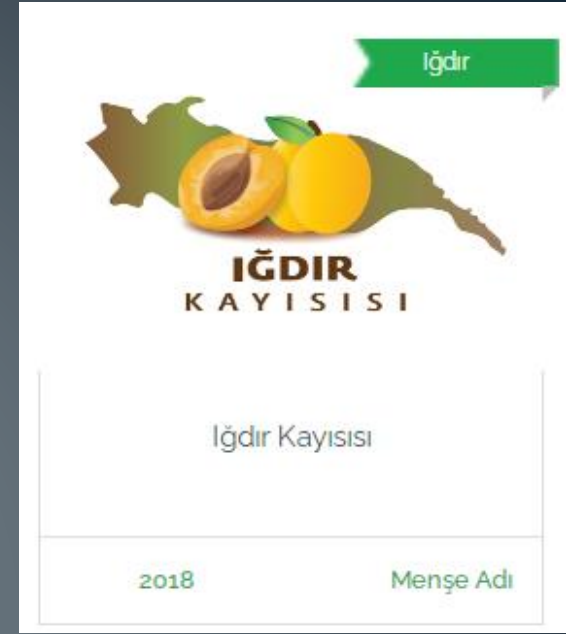 Iğdır
IĞDIR
KAYISISI
Iğdır Kayısısı
2018 Menşe Adı